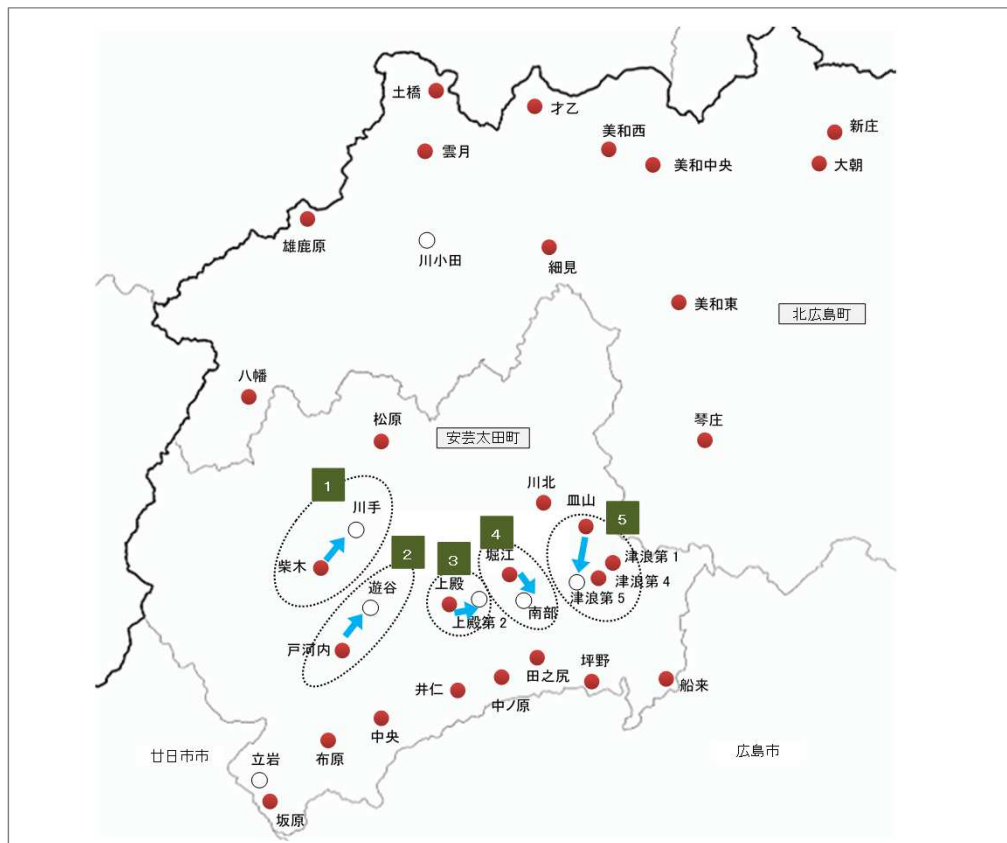 土橋
才乙
新庄
美和西
雲月
美和中央
大朝
雄鹿原
川小田
細見
美和東
北広島町
八幡
松原
安芸太田町
琴庄
1
川手
川北
皿山
5
4
堀江
津浪第1
柴木
2
遊谷
3
上殿
津浪第4
津浪第5
上殿第2
南部
戸河内
田之尻
坪野
井仁
中ノ原
船来
中央
布原
廿日市市
立岩
広島市
坂原